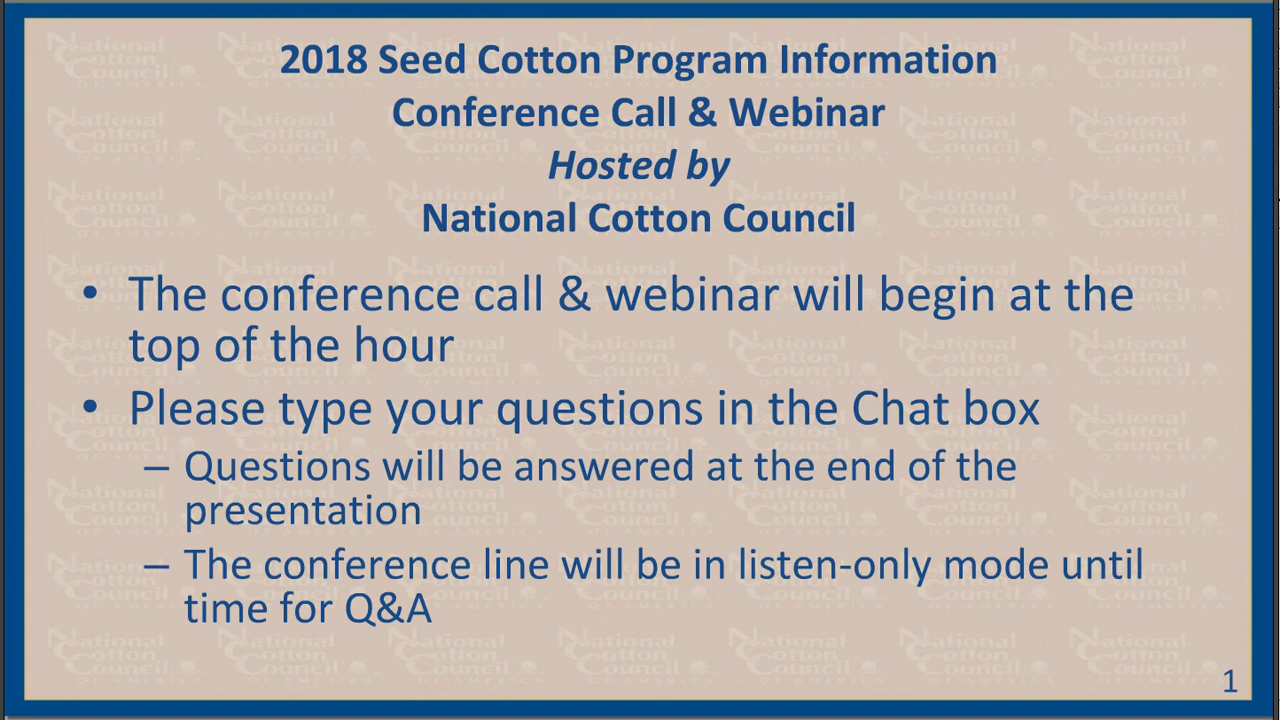 2018 Seed Cotton Program Information
Conference Call & Webinar
Hosted by
National Cotton Council
• The conference call & webinar will begin at the
top of the hour
• Please type your questions in the Chat box
– Questions will be answered at the end of the
presentation
– The conference line will be in listen-only mode until
time for Q&A
1